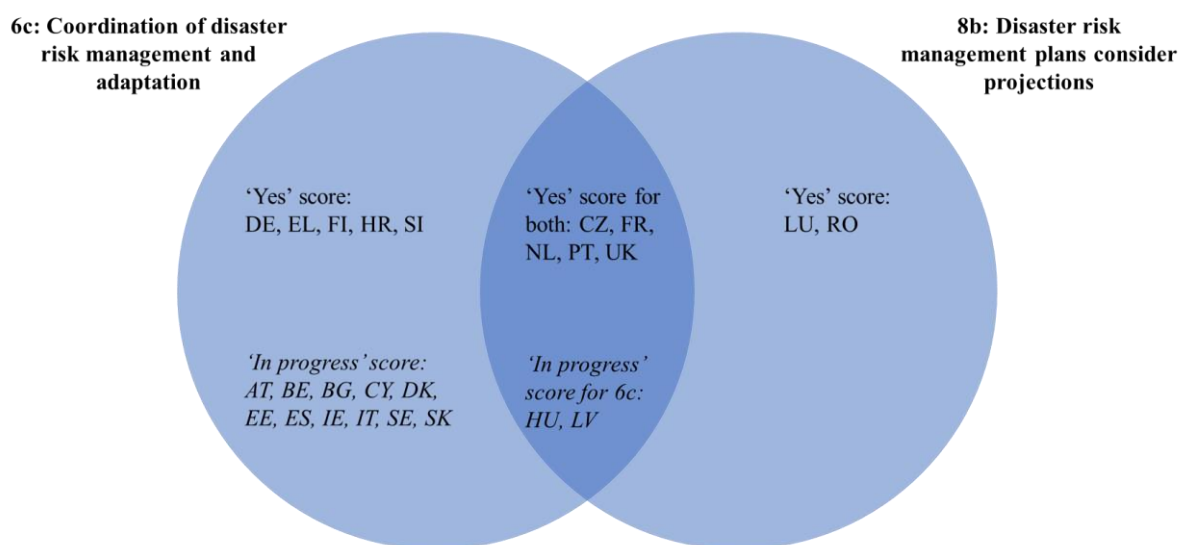 6c: Coordination of disaster
risk management and
adaptation
8b: Disaster risk
management plans consider
projections
‘Yes’ score:
DE, EL, FI, HR, SI
‘Yes’ score for
both: CZ, FR,
NL, PT, UK
‘Yes’ score:
LU, RO
‘In progress’ score:
AT, BE, BG, CY, DK,
EE, ES, IE, IT, SE, SK
‘In progress’
score for 6c:
HU, LV